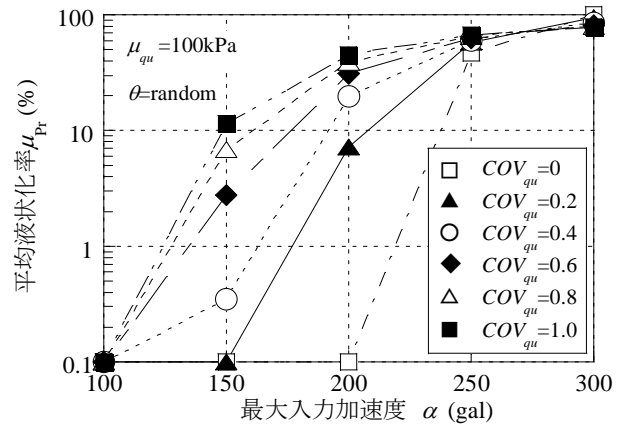 100
10
1
0.1
平均液状化率μPr (%)
μqu =100kPa
θ=random
COVqu=0
COVqu=0.2
COVqu=0.4
COVqu=0.6
COVqu=0.8
COVqu=1.0
100 150 200 250 300
最大入力加速度 α (gal)